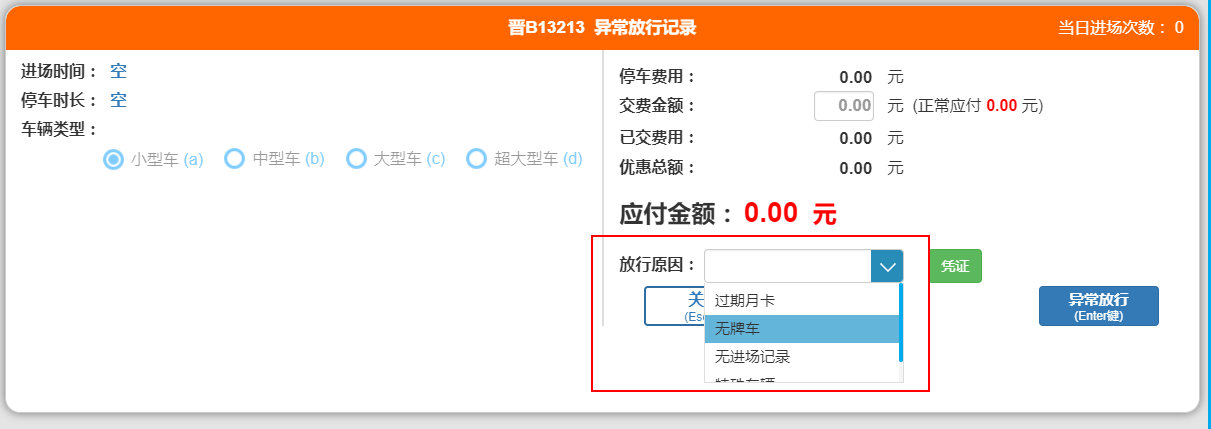 晋B13213 异常放行记录
当日进场次数： 0
进场时间： 空
停车时长： 空
车辆类型：
小型车 (a) 中型车 (b) 大型车 (c) 超大型车 (d)
停车费用： 0.00 元
交费金额： 0.00 元 (正常应付 0.00 元)
已交费用： 0.00 元
优惠总额： 0.00 元
应付金额： 0.00 元
放行原因： 凭证
关
(Esc
过期月卡
无牌车
无进场记录
特殊车辆
异常放行
(Enter键)